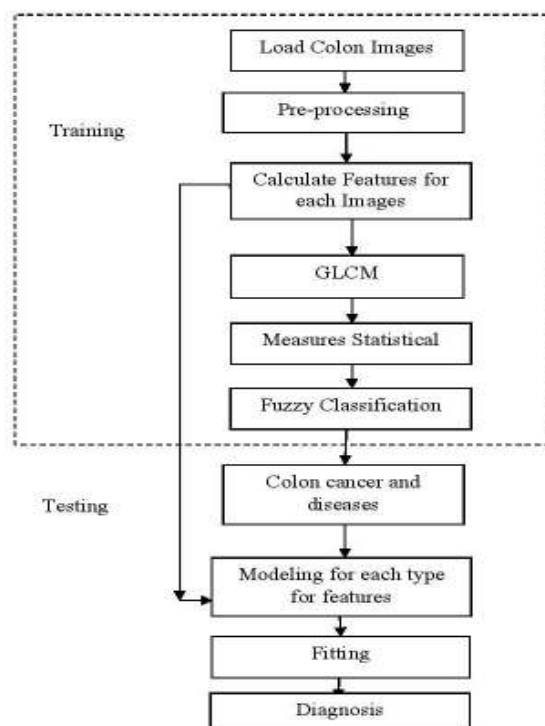 Load Colon Images
Pre-processing
Training
Calculate Features for
each Images
GLCM
Measures Statistical
Fuzzy Classification
Colon cancer and
diseases
Testing
Modeling for each type
for features
Fitting
Diagnosis